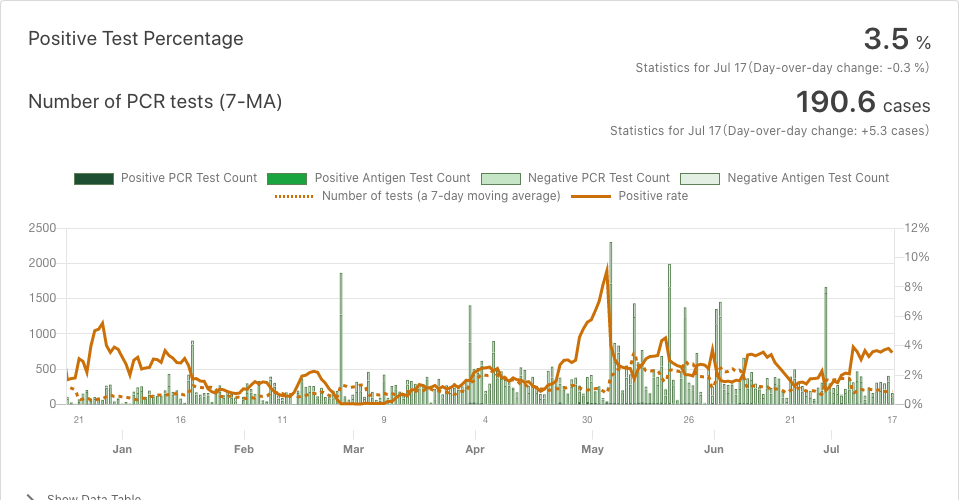 Positive Test Percentage
3.5 %
Statistics for Jul 17(Day-over-day change: -0.3 %)
Number of PCR tests (7-MA)
190.6 cases
Statistics for Jul 17(Day-over-day change: +5.3 cases)
Positive PCR Test Count Positive Antigen Test Count Negative PCR Test Count Negative Antigen Test Count
Number of tests (a 7-day moving average) Positive rate
2500 12%
2000 10%
1500 8%
6%
1000 4%
500 2%
0 0%
21 16 11 9 4 30 26 21 17
Jan Feb Mar Apr May Jun Jul
Show Data Table